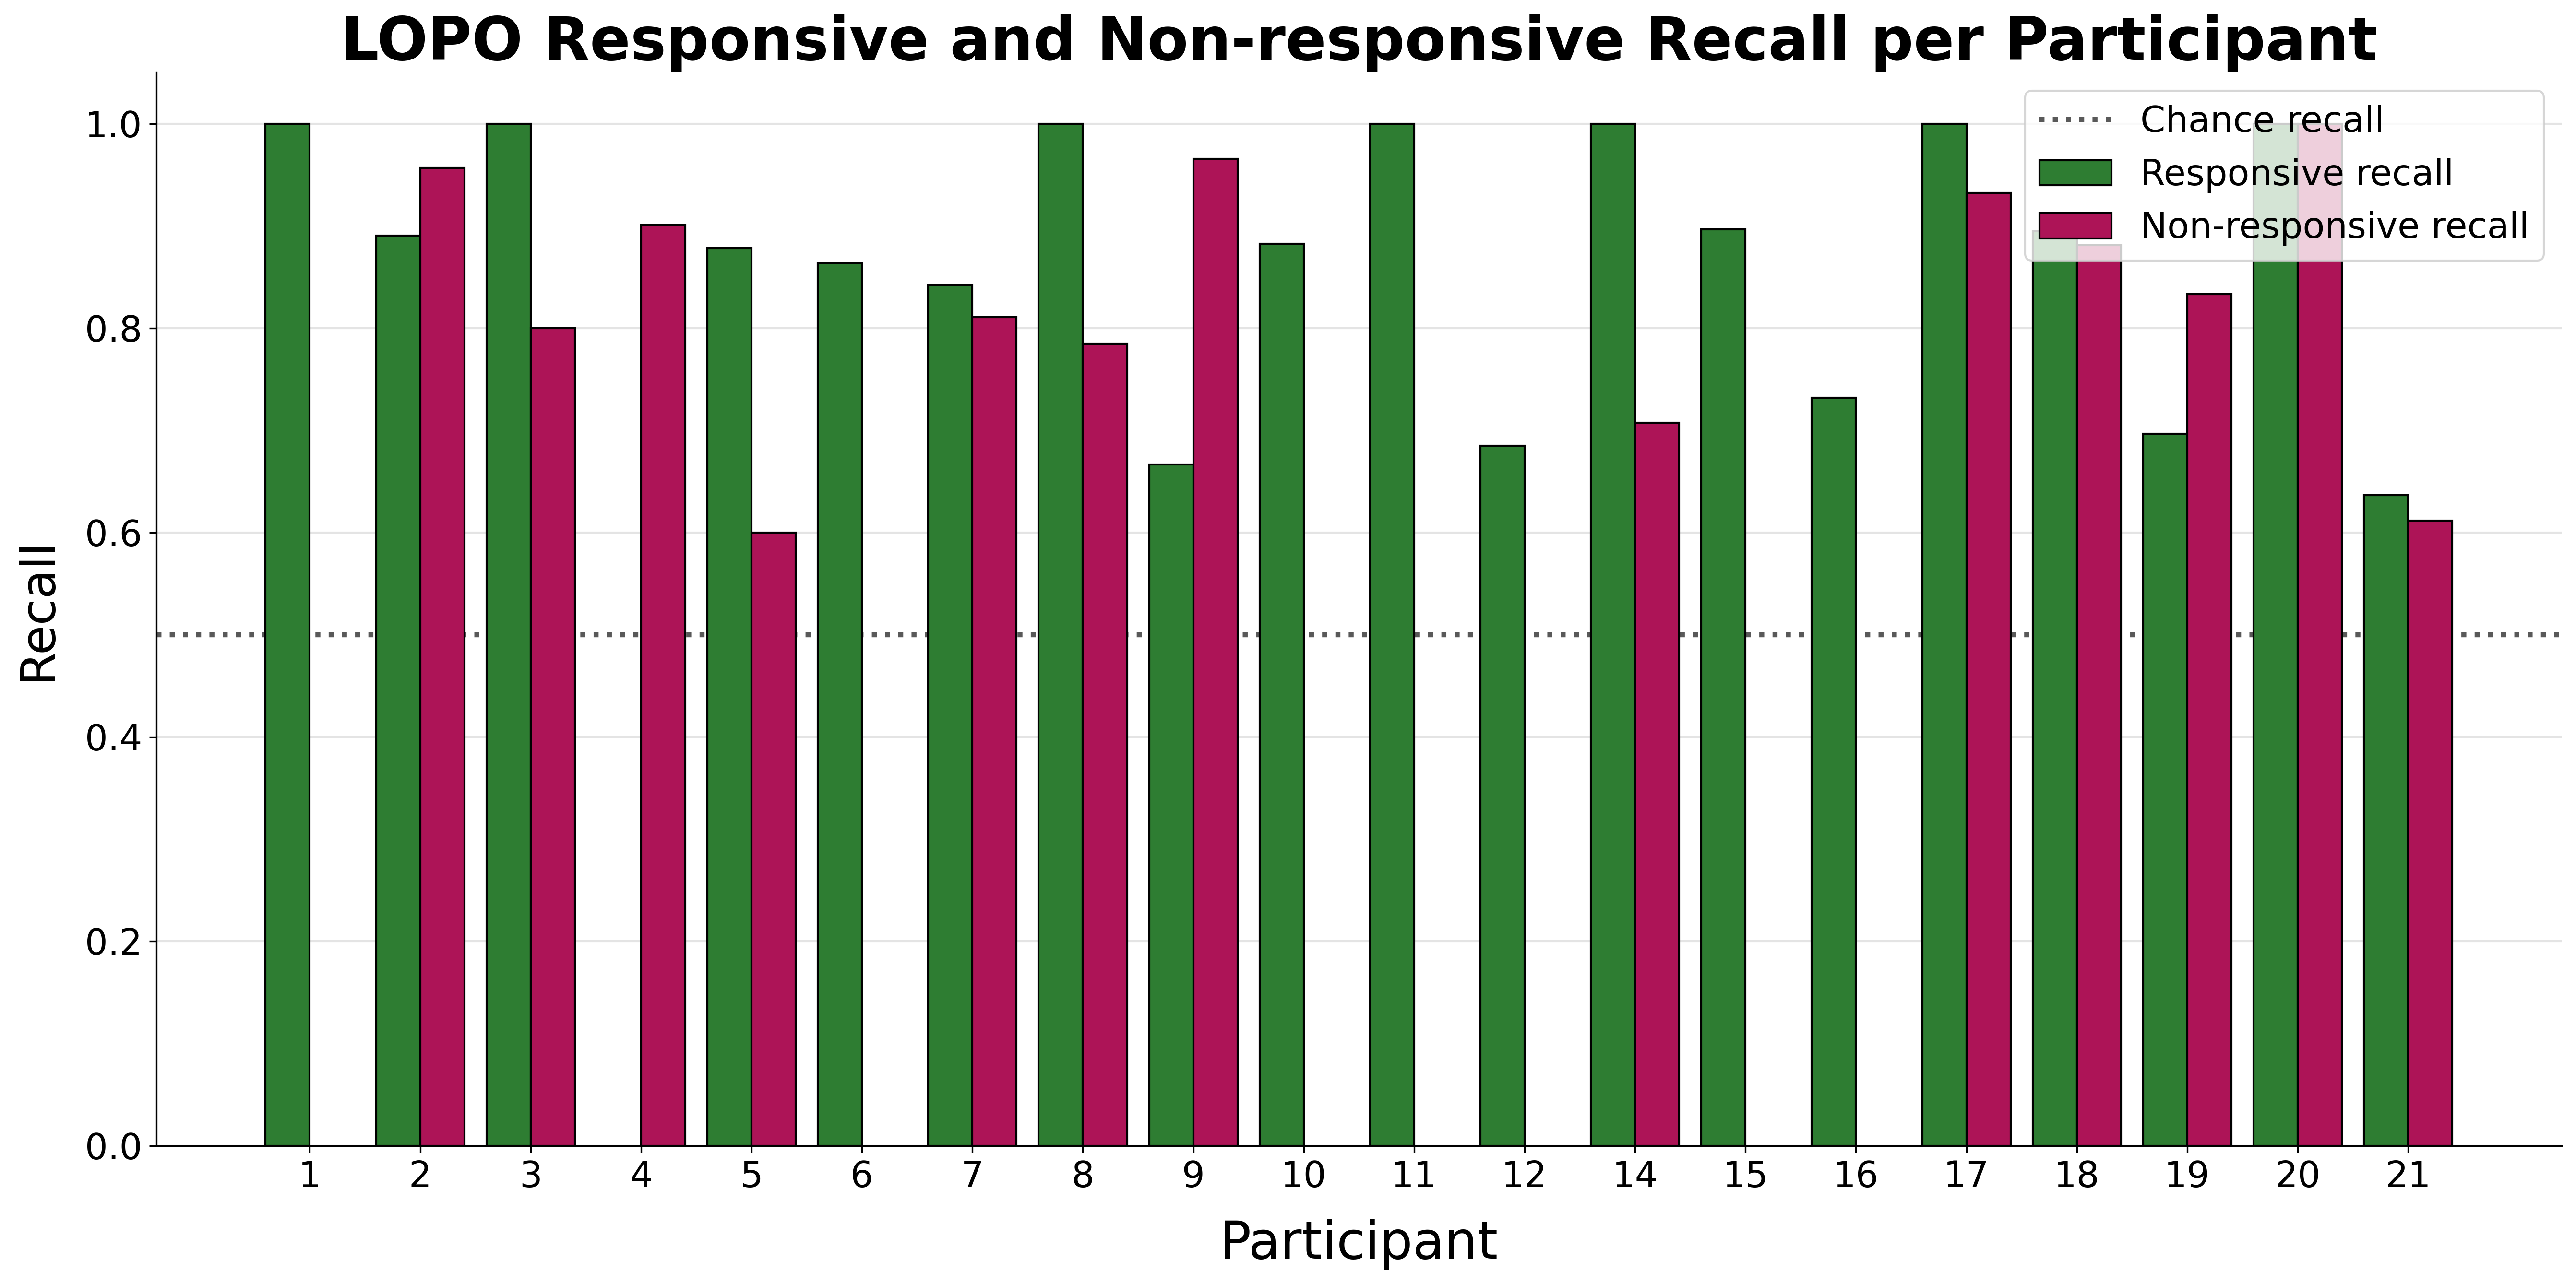 LOPO Responsive and Non-responsive Recall per Participant
Chance recall
Responsive recall
Non-responsive recall
1.0
0.8
0.6
0.4
0.2
0.0
Recall
1 2 3 4 5 6 7 8 9 10 11 12 14 15 16 17 18 19 20 21
Participant